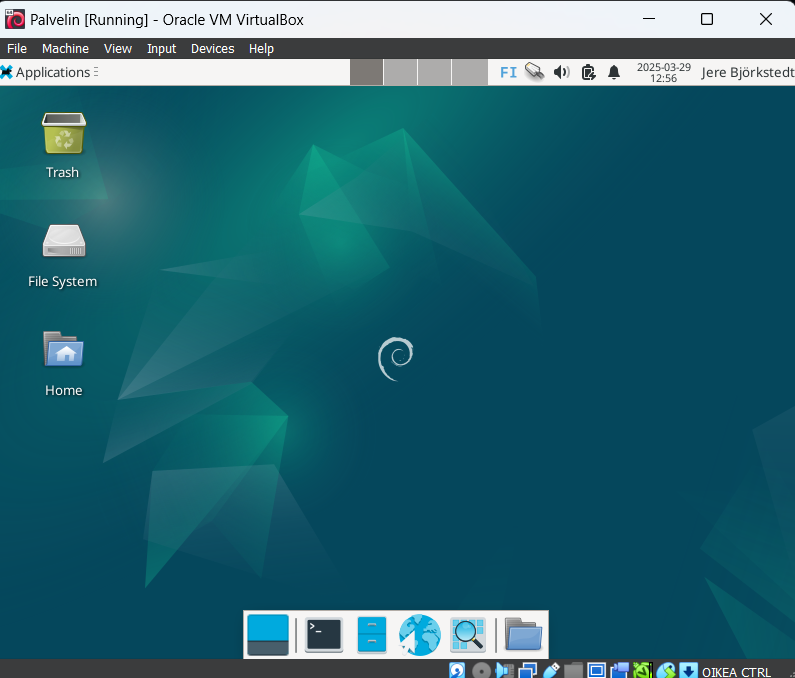 Palvelin [Running] - Oracle VM VirtualBox
File Machine View Input Devices Help
Applications FI 2025-03-29 Jere Björkstedt
12:56
Trash
File System
Home
>_
OIKEA CTRL